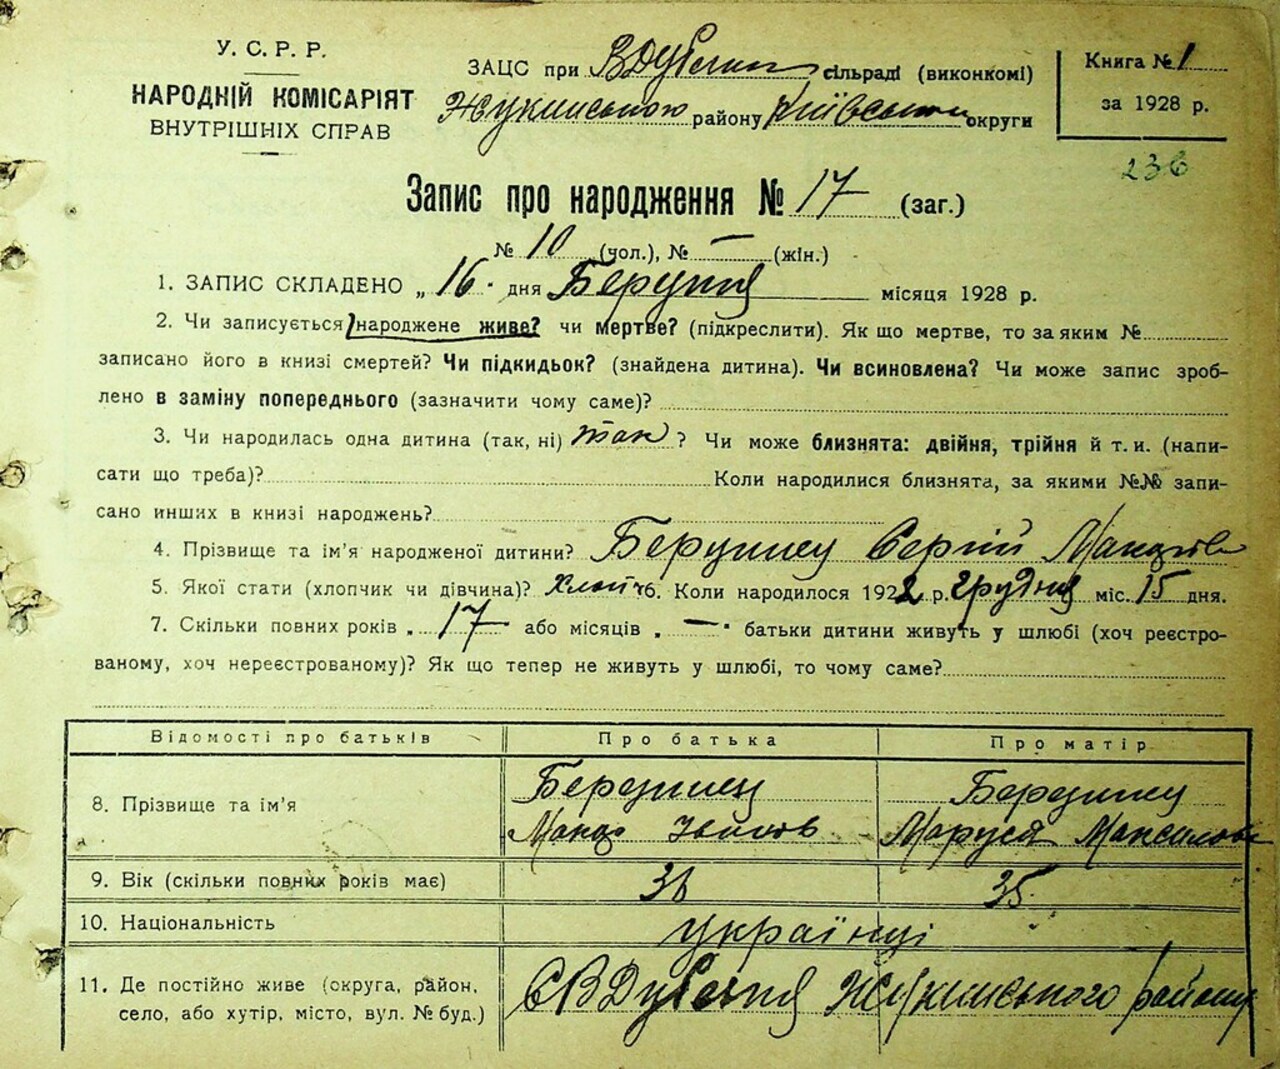 У. С. Р. Р.
НАРОДНІЙ КОМІСАРІЯТ
ВНУТРІШНІХ СПРАВ
ЗАЦС при сільраді (виконкомі)
району Київської округи
Книга № 1
за 1928 р.
236
Запис про народження № 17 (заг.)
№ 10 (чол.), № — (жін.)
1. ЗАПИС СКЛАДЕНО „ 16 " дня місяця 1928 р.
2. Чи записується народжене живе? чи мертве? (підкреслити). Як що мертве, то за яким №
записано його в книзі смертей? Чи підкидьок? (знайдена дитина). Чи всиновлена? Чи може запис зроб-
лено в заміну попереднього (зазначити чому саме)?
3. Чи народилась одна дитина (так, ні) так ? Чи може близнята: двійня, трійня й т. и. (напи-
сати що треба)? Коли народилися близнята, за якими №№ запи-
сано инших в книзі народжень?
4. Прізвище та ім'я народженої дитини? Сергій
5. Якої стати (хлопчик чи дівчина)? Хлопч 6. Коли народилося 1922 р. грудня міс. 15 дня.
7. Скільки повних років „ 17 або місяців „ — " батьки дитини живуть у шлюбі (хоч реєстро-
ваному, хоч нереєстрованому)? Як що тепер не живуть у шлюбі, то чому саме?
Відомості про батьків Про батька Про матір
8. Прізвище та ім'я
Маруся
9. Вік (скільки повних років має) 36 35
10. Національність українці
11. Де постійно живе (округа, район,
село, або хутір, місто, вул. № буд.) району